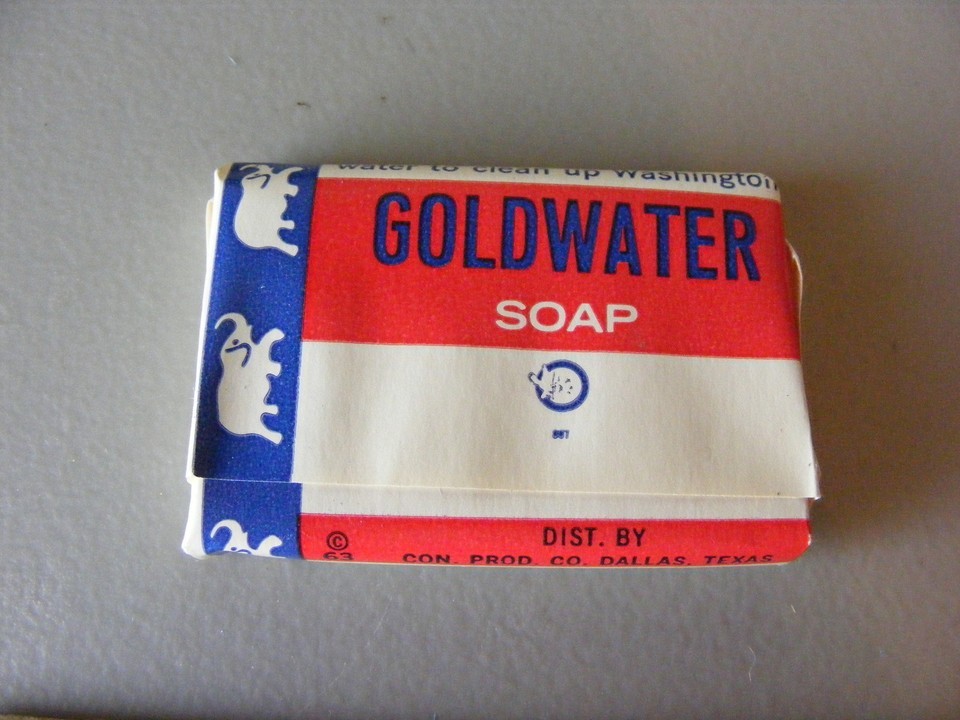 water to clean up Washington
GOLDWATER
SOAP
©
63
DIST. BY
CON. PROD. CO. DALLAS, TEXAS